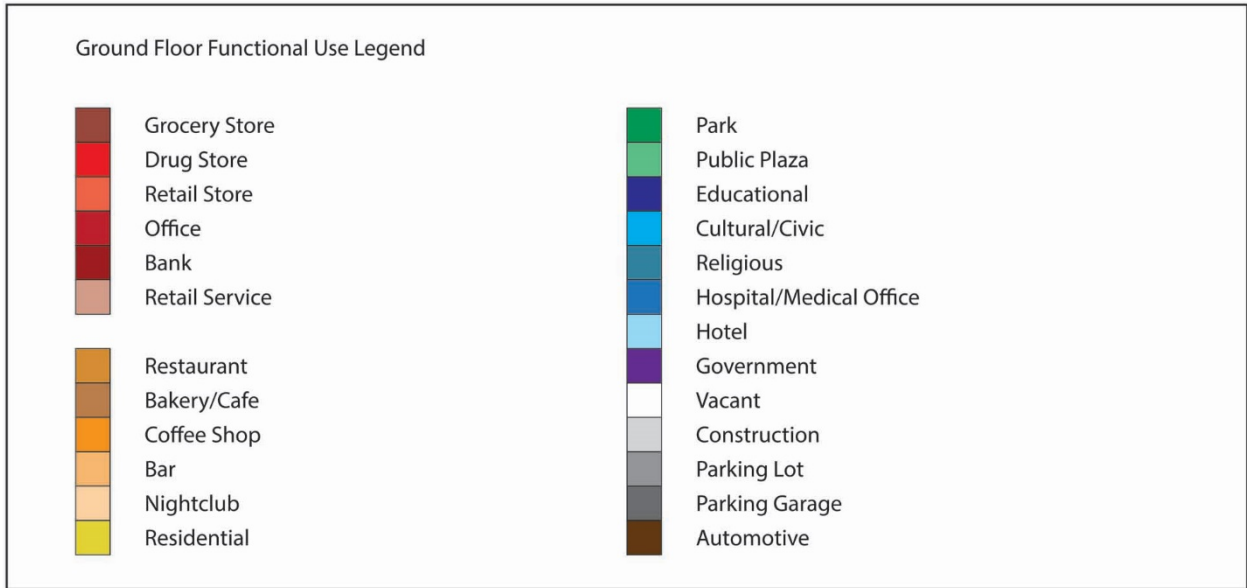 Ground Floor Functional Use Legend
Grocery Store
Drug Store
Retail Store
Office
Bank
Retail Service
Restaurant
Bakery/Cafe
Coffee Shop
Bar
Nightclub
Residential
Park
Public Plaza
Educational
Cultural/Civic
Religious
Hospital/Medical Office
Hotel
Government
Vacant
Construction
Parking Lot
Parking Garage
Automotive